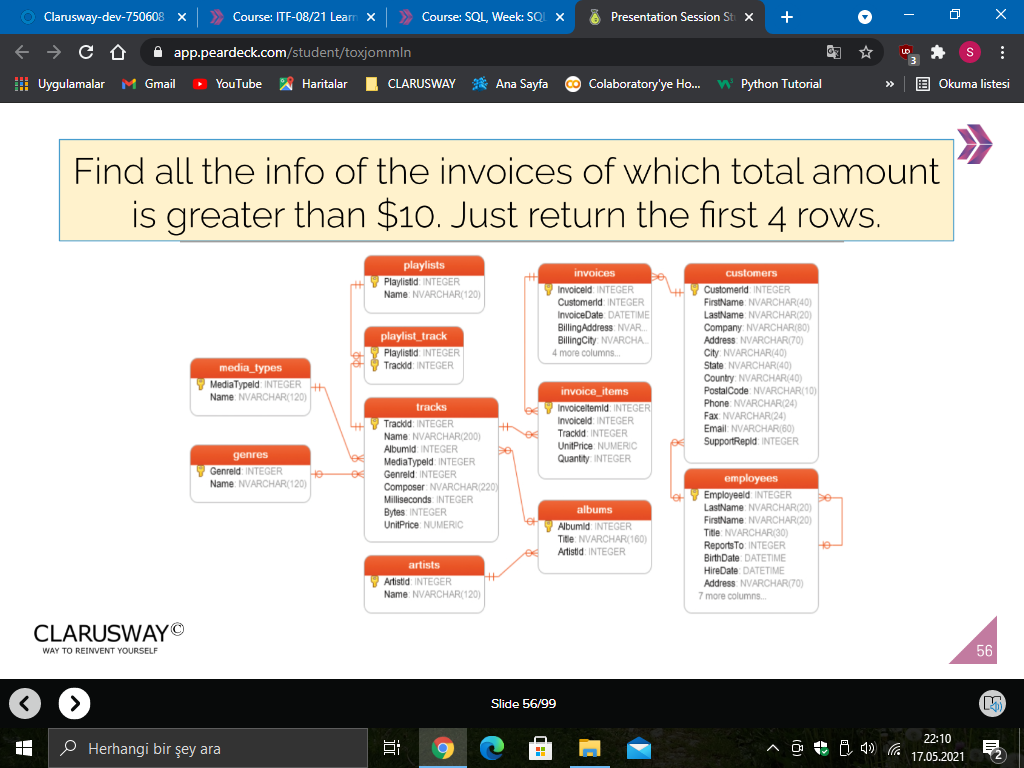 Clarusway-dev-750608
Course: ITF-08/21 Learn
Course: SQL, Week: SQL
Presentation Session St
app.peardeck.com/student/toxjommln
UD
3
S
Uygulamalar
Gmail
YouTube
Haritalar
CLARUSWAY
Ana Sayfa
Colaboratory'ye Ho...
Python Tutorial
»
Okuma listesi
Find all the info of the invoices of which total amount
is greater than $10. Just return the first 4 rows.
playlists
PlaylistId: INTEGER
Name: NVARCHAR(120)
playlist_track
PlaylistId: INTEGER
TrackId: INTEGER
media_types
MediaTypeId: INTEGER
Name: NVARCHAR(120)
genres
GenreId: INTEGER
Name: NVARCHAR(120)
tracks
TrackId: INTEGER
Name: NVARCHAR(200)
AlbumId: INTEGER
MediaTypeId: INTEGER
GenreId: INTEGER
Composer: NVARCHAR(220)
Milliseconds: INTEGER
Bytes: INTEGER
UnitPrice: NUMERIC
artists
ArtistId: INTEGER
Name: NVARCHAR(120)
invoices
InvoiceId: INTEGER
CustomerId: INTEGER
InvoiceDate: DATETIME
BillingAddress: NVAR...
BillingCity: NVARCHA...
4 more columns...
invoice_items
InvoiceItemId: INTEGER
InvoiceId: INTEGER
TrackId: INTEGER
UnitPrice: NUMERIC
Quantity: INTEGER
albums
AlbumId: INTEGER
Title: NVARCHAR(160)
ArtistId: INTEGER
customers
CustomerId: INTEGER
FirstName: NVARCHAR(40)
LastName: NVARCHAR(20)
Company: NVARCHAR(80)
Address: NVARCHAR(70)
City: NVARCHAR(40)
State: NVARCHAR(40)
Country: NVARCHAR(40)
PostalCode: NVARCHAR(10)
Phone: NVARCHAR(24)
Fax: NVARCHAR(24)
Email: NVARCHAR(60)
SupportRepId: INTEGER
employees
EmployeeId: INTEGER
LastName: NVARCHAR(20)
FirstName: NVARCHAR(20)
Title: NVARCHAR(30)
ReportsTo: INTEGER
BirthDate: DATETIME
HireDate: DATETIME
Address: NVARCHAR(70)
7 more columns...
CLARUSWAY©
WAY TO REINVENT YOURSELF
56
Slide 56/99
Herhangi bir şey ara
22:10
17.05.2021
2